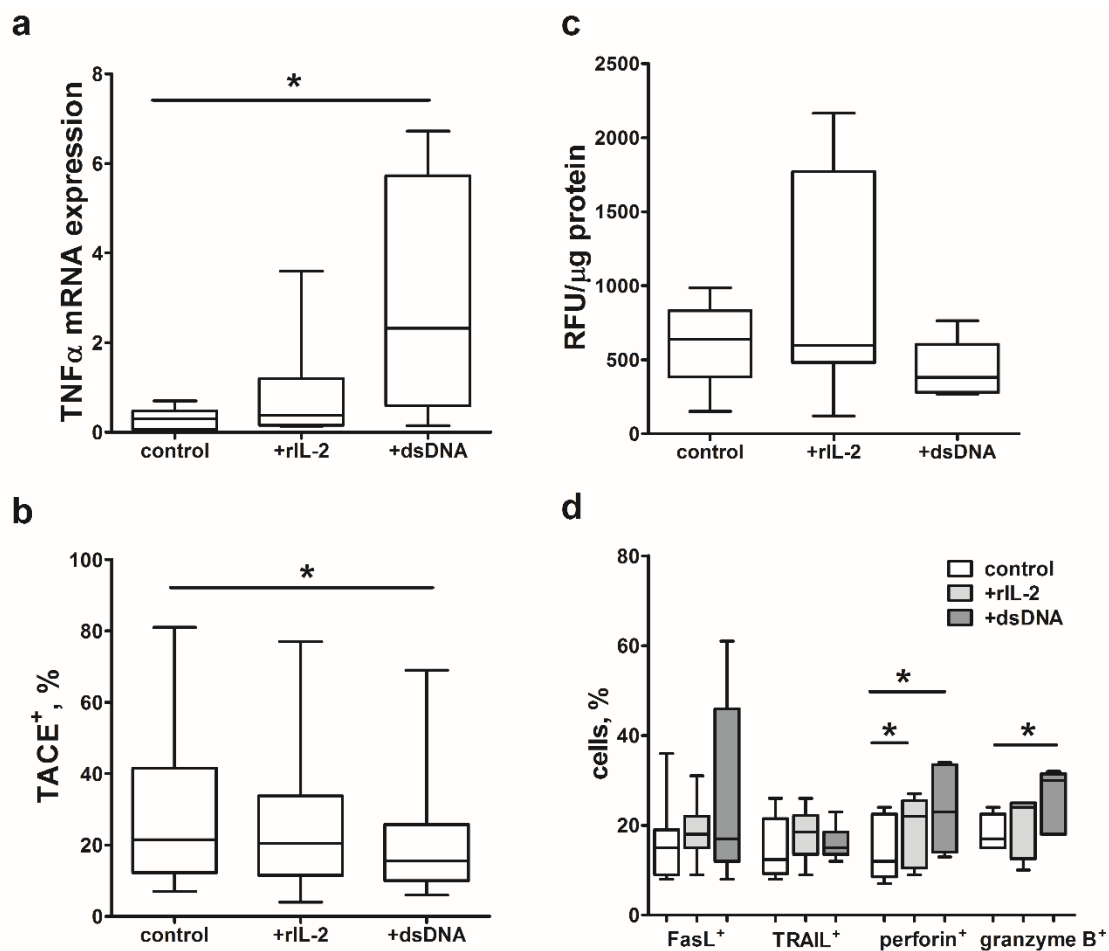 a
TNFα mRNA expression
8
6
4
2
0
*
control
+rIL-2
+dsDNA
c
RFU/μg protein
2500
2000
1500
1000
500
0
control
+rIL-2
+dsDNA
b
TACE⁺, %
100
80
60
40
20
0
*
control
+rIL-2
+dsDNA
d
cells, %
80
60
40
20
0
control
+rIL-2
+dsDNA
*
*
*
FasL⁺
TRAIL⁺
perforin⁺
granzyme B⁺